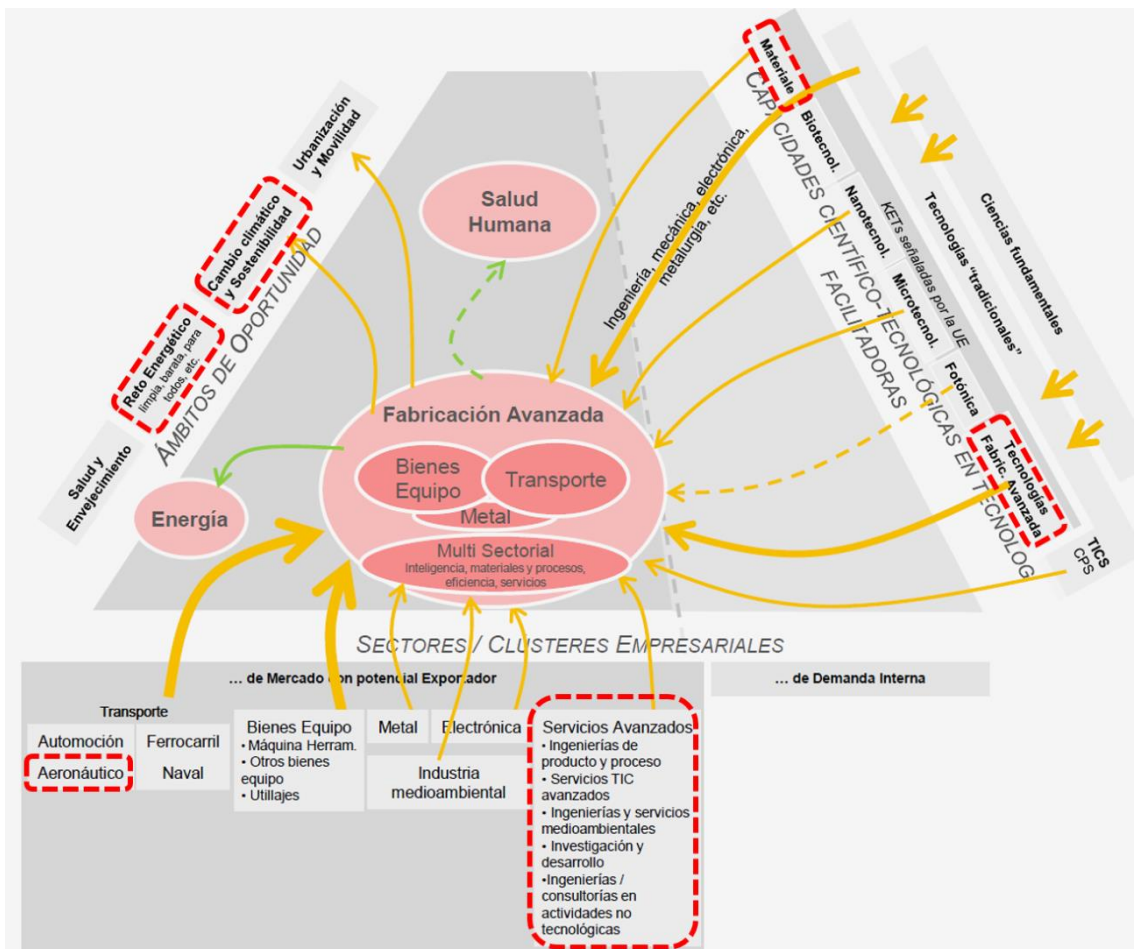 Urbanización
y Movilidad
Cambio climático
y Sostenibilidad
Reto Energético
limpia, barata, para
todos, etc.
Salud y
Envejecimiento
ÁMBITOS DE OPORTUNIDAD
Salud
Humana
Energía
Fabricación Avanzada
Bienes
Equipo
Transporte
Metal
Multi Sectorial
Inteligencia, materiales y procesos,
eficiencia, servicios
Ingeniería, mecánica, electrónica,
metalurgia, etc.
CAPACIDADES CIENTÍFICO-TECNOLÓGICAS EN TECNOLOG
FACILITADORAS
Materiale
Biotecnol.
Nanotecnol.
Microtecnol.
Fotónica
Tecnologías
Fabric. Avanzada
KETs señaladas por la UE
Tecnologías “tradicionales”
Ciencias fundamentales
TICS
CPS
SECTORES / CLUSTERES EMPRESARIALES
... de Mercado con potencial Exportador
... de Demanda Interna
Transporte
Automoción
Ferrocarril
Aeronáutico
Naval
Bienes Equipo
• Máquina Herram.
• Otros bienes
equipo
• Utillajes
Metal
Electrónica
Industria
medioambiental
Servicios Avanzados
• Ingenierías de
producto y proceso
• Servicios TIC
avanzados
• Ingenierías y servicios
medioambientales
• Investigación y
desarrollo
•Ingenierías /
consultorías en
actividades no
tecnológicas